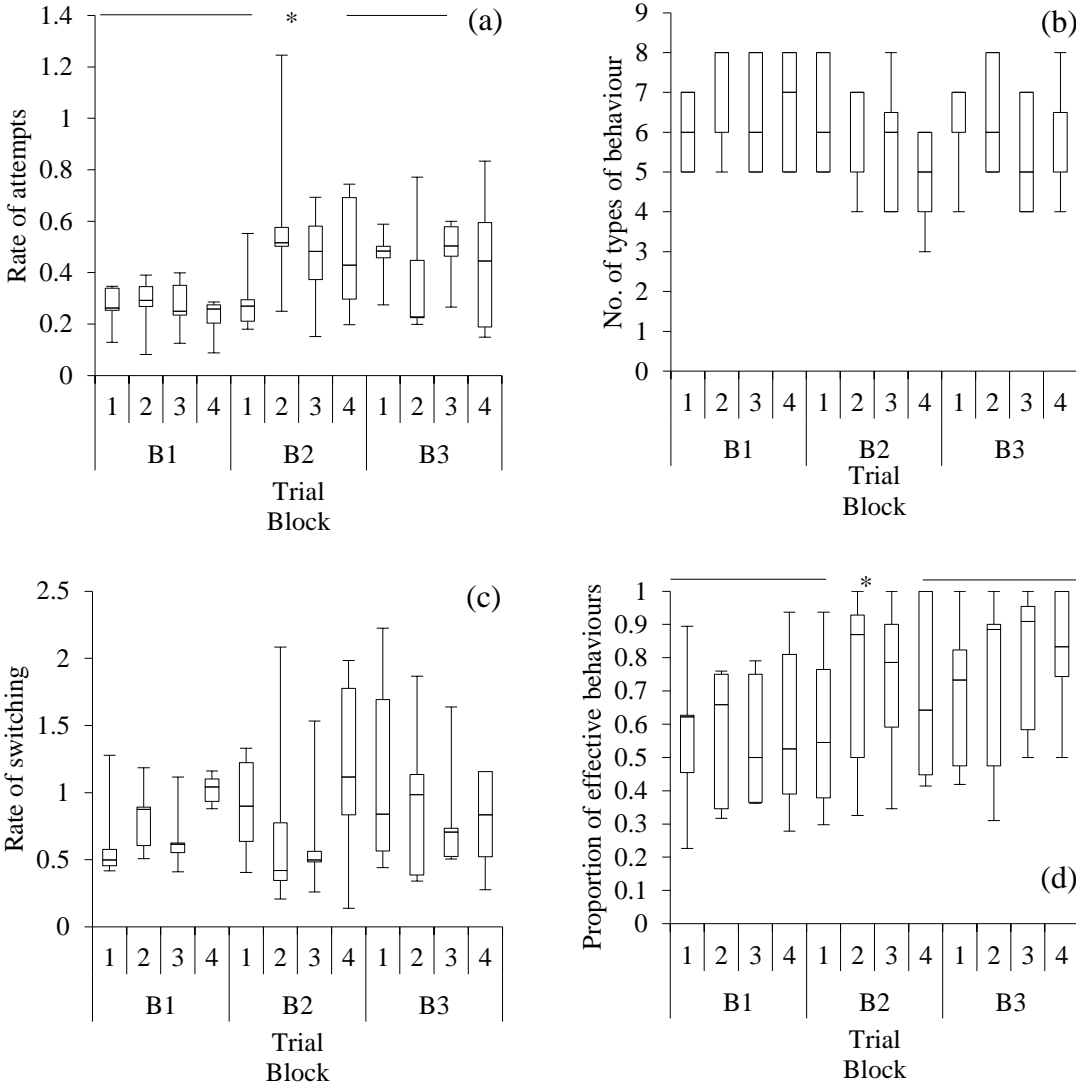 (a)
*
Rate of attempts
1.4
1.2
1
0.8
0.6
0.4
0.2
0
1 2 3 4 1 2 3 4 1 2 3 4
B1 B2 B3
Trial
Block
(b)
No. of types of behaviour
9
8
7
6
5
4
3
2
1
0
1 2 3 4 1 2 3 4 1 2 3 4
B1 B2 B3
Trial
Block
(c)
Rate of switching
2.5
2
1.5
1
0.5
0
1 2 3 4 1 2 3 4 1 2 3 4
B1 B2 B3
Trial
Block
*
Proportion of effective behaviours
1
0.9
0.8
0.7
0.6
0.5
0.4
0.3
0.2
0.1
0
(d)
1 2 3 4 1 2 3 4 1 2 3 4
B1 B2 B3
Trial
Block